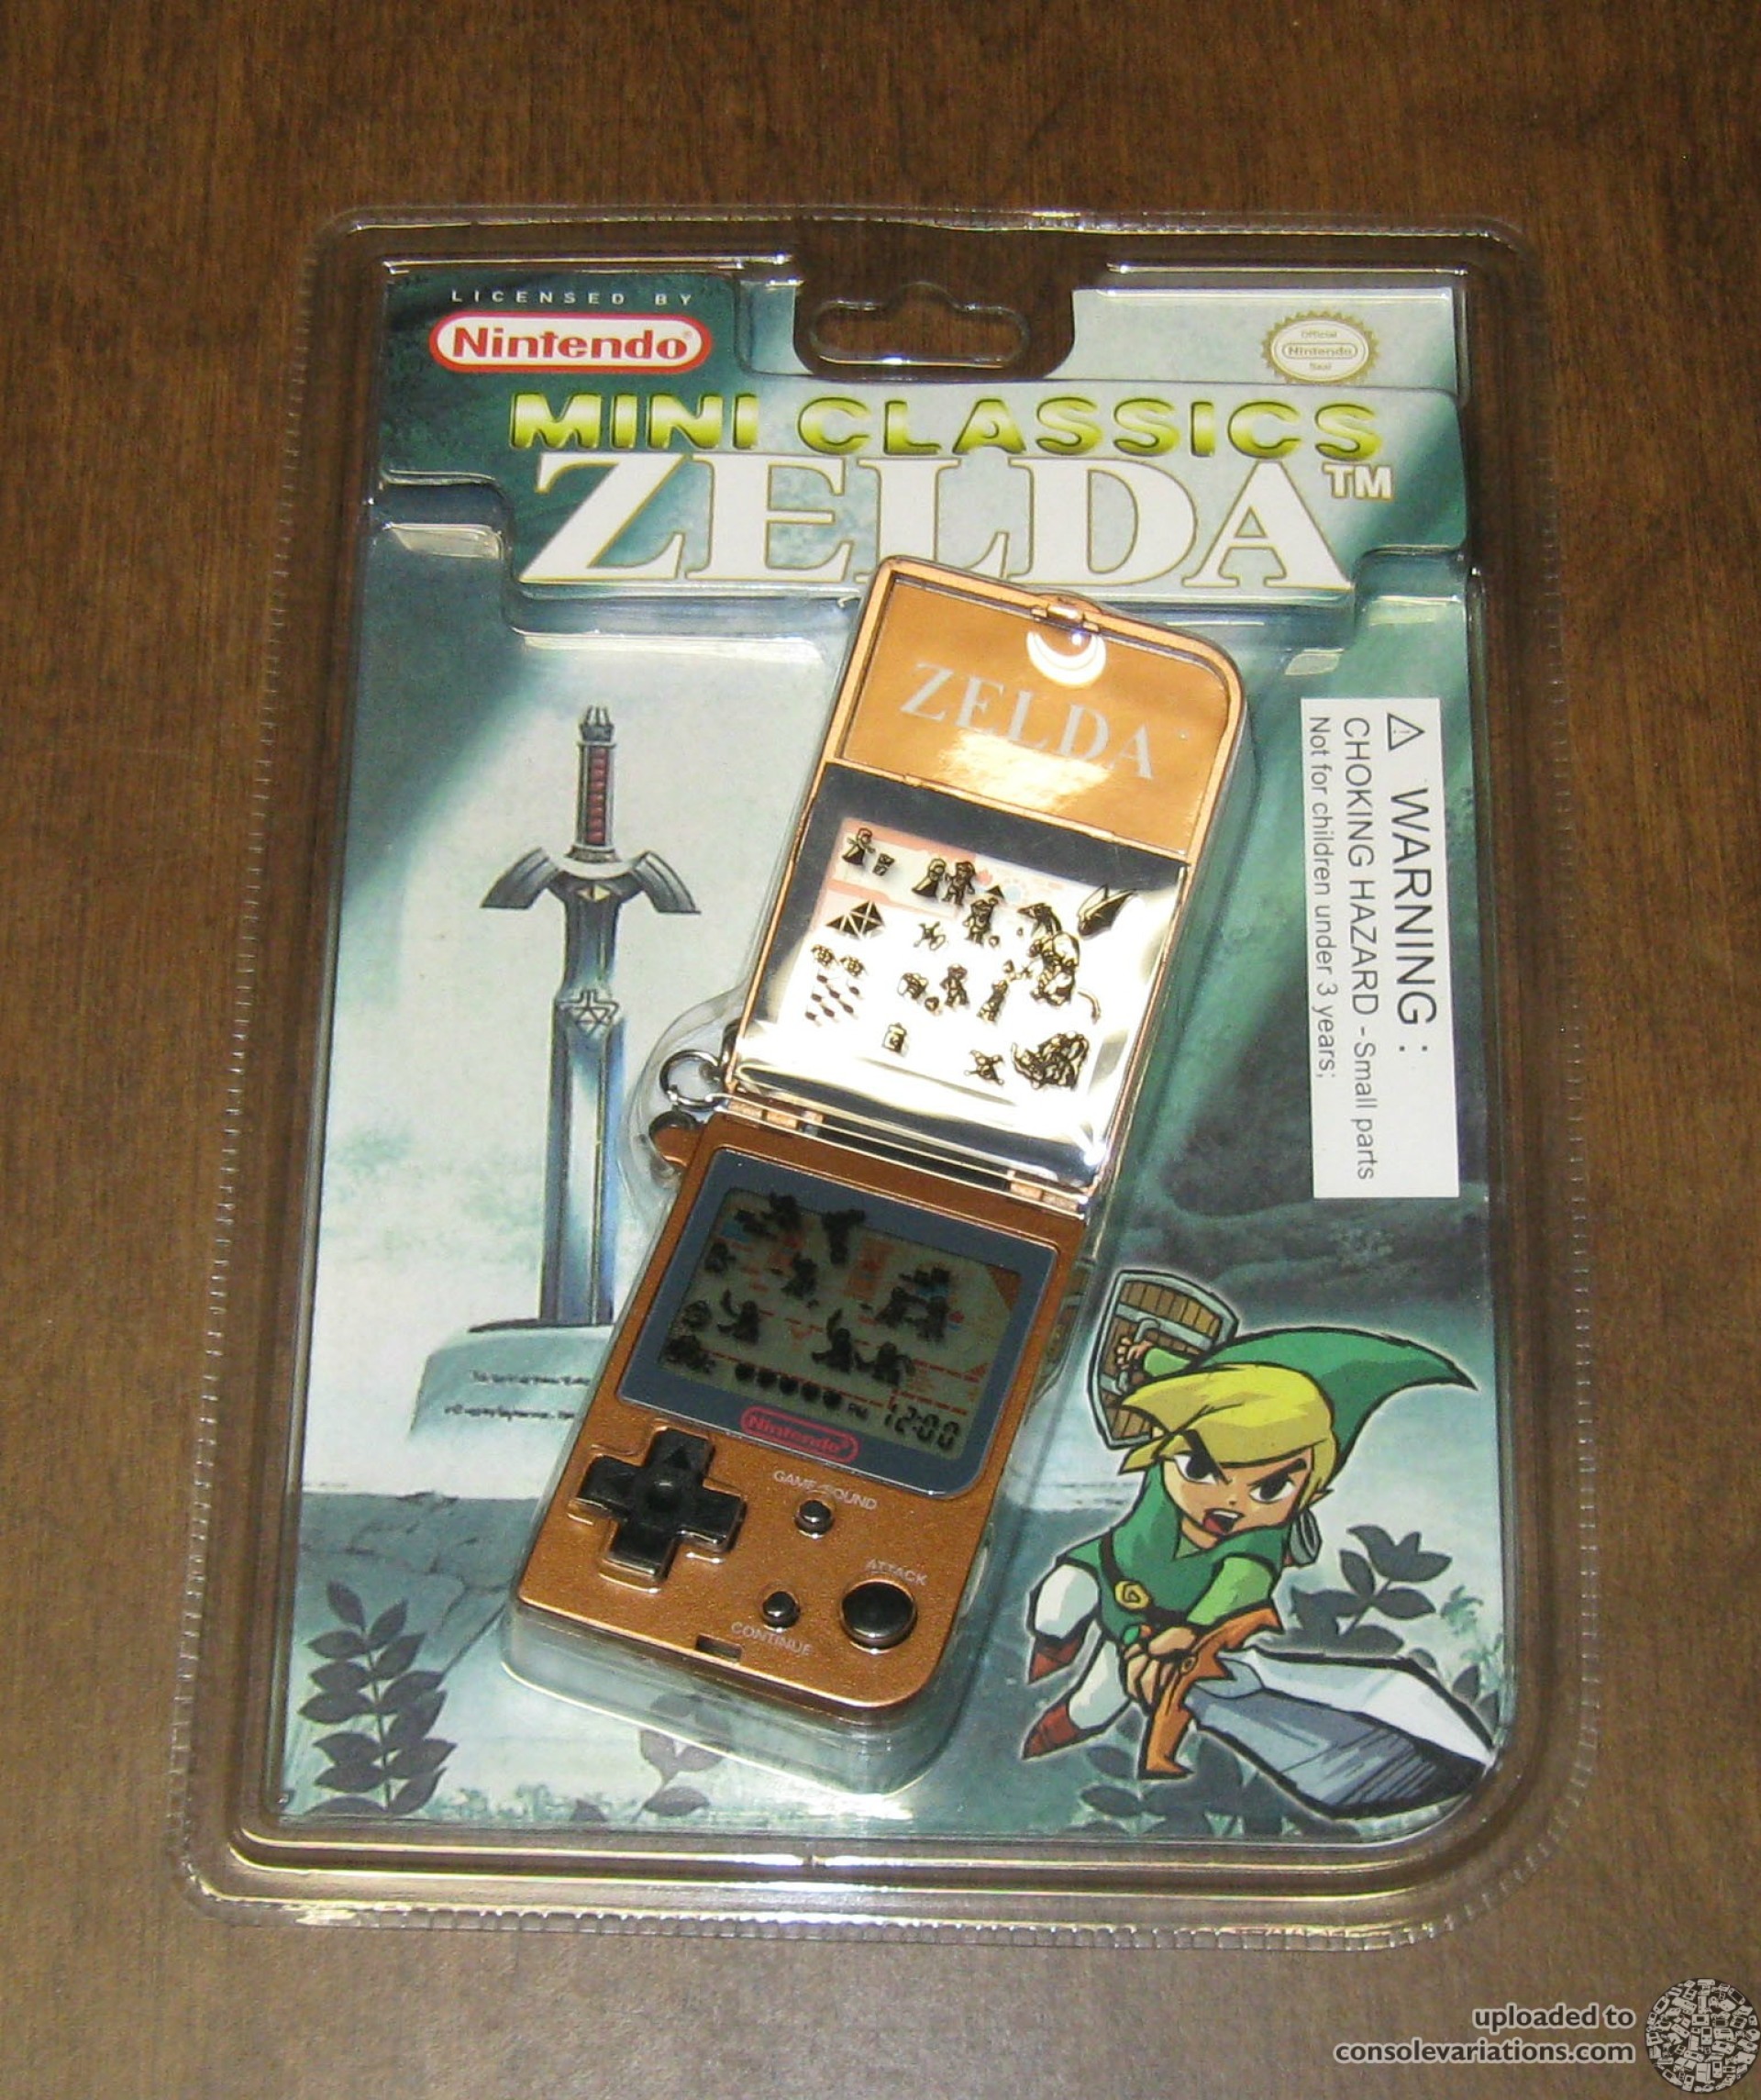 LICENSED BY
Nintendo®
Official
Nintendo
Seal
MINI CLASSICS
ZELDA™
ZELDA
⚠ WARNING :
CHOKING HAZARD - Small parts
Not for children under 3 years;
PM 12:00
Nintendo®
GAME/SOUND
ATTACK
CONTINUE
uploaded to
consolevariations.com